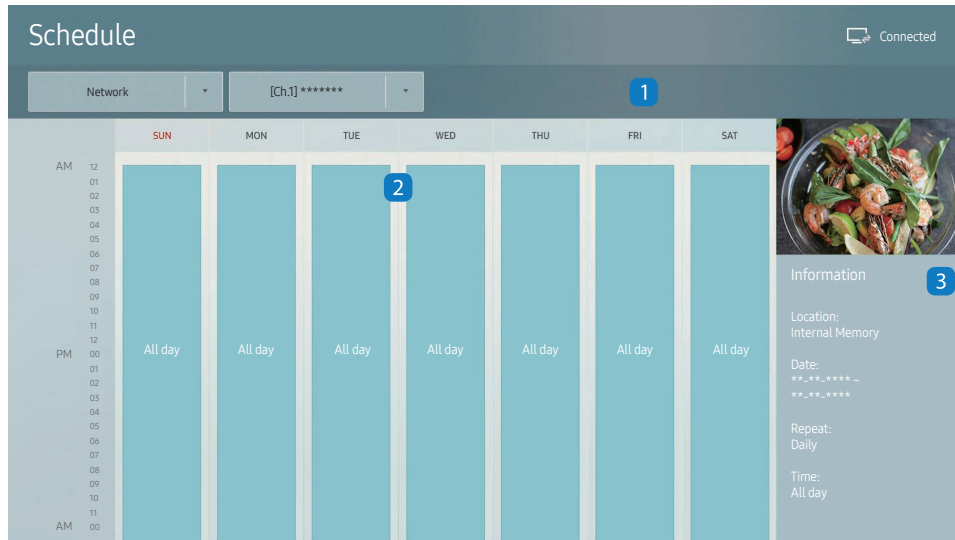 Schedule
Connected
Network
[Ch.1] *******
1
SUN MON TUE WED THU FRI SAT
AM 12
01
02
03
04
05
06
07
08
09
10
11
12
PM 00
01
02
03
04
05
06
07
08
09
10
11
AM 00
2
All day All day All day All day All day All day All day
3
Information
Location:
Internal Memory
Date:
**-**-**** ~
**-**-****
Repeat:
Daily
Time:
All day